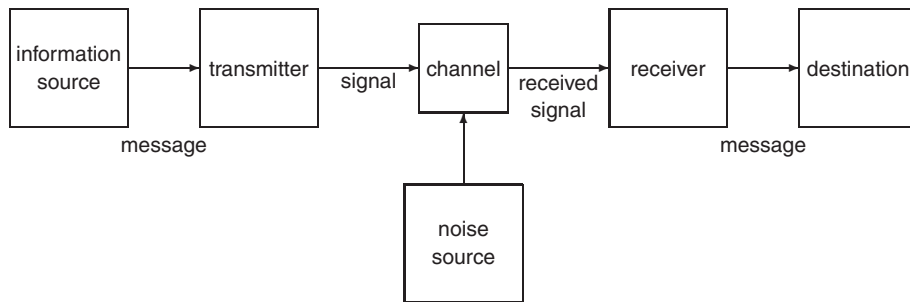 information
source
transmitter
signal
channel
received
signal
receiver
destination
message
message
noise
source